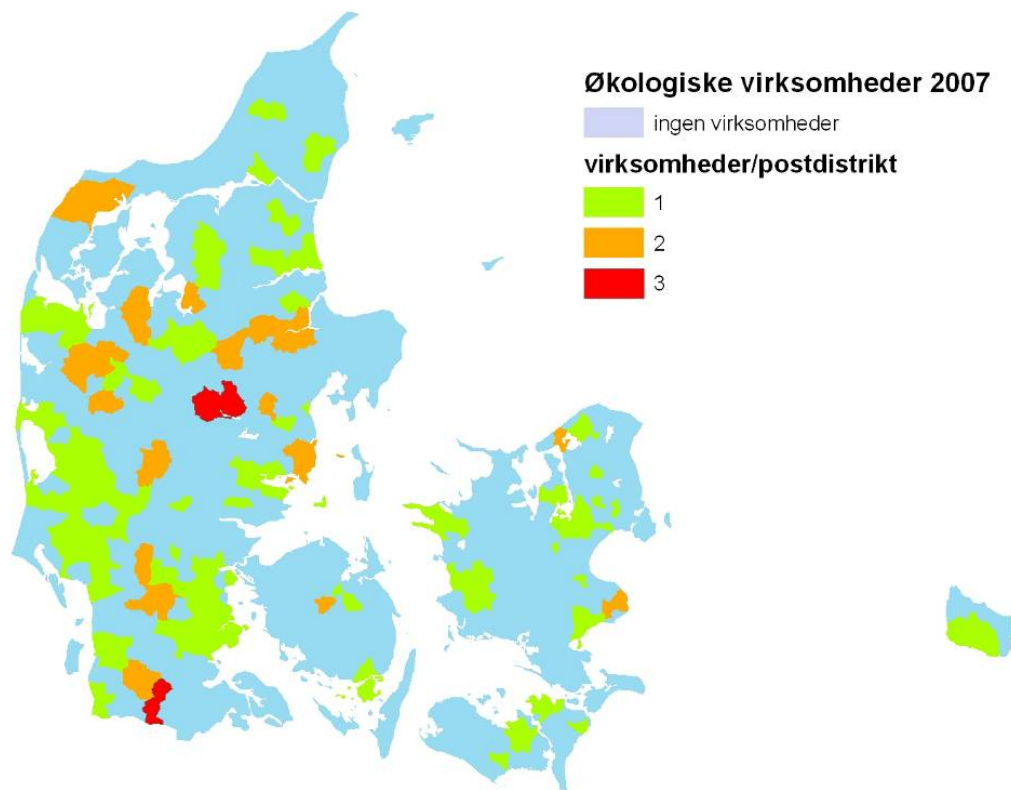 Økologiske virksomheder 2007
ingen virksomheder
virksomheder/postdistrikt
1
2
3